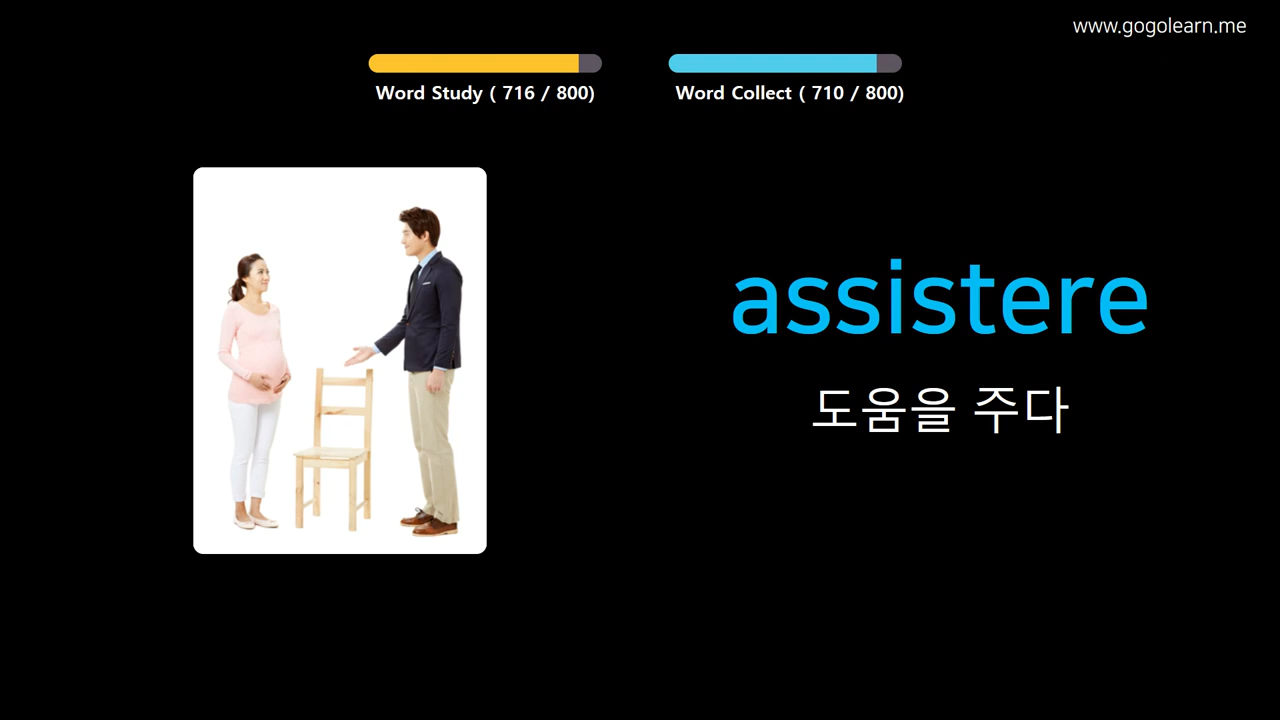 www.gogolearn.me
Word Study ( 716 / 800)
Word Collect ( 710 / 800)
assistere
도움을 주다